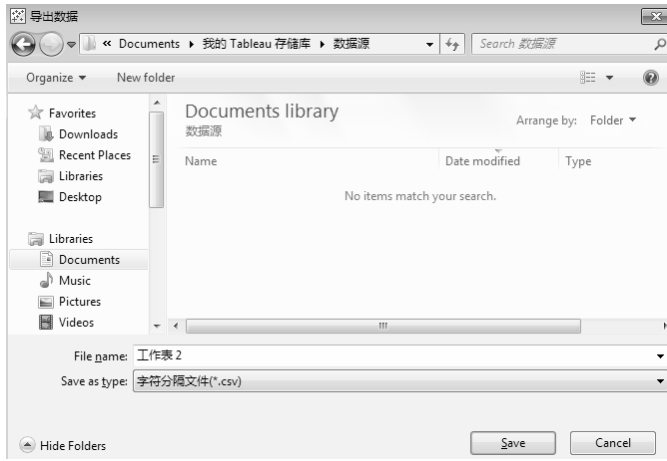 导出数据
« Documents ▸ 我的 Tableau 存储库 ▸ 数据源
Search 数据源
Organize ▼ New folder
Favorites
Downloads
Recent Places
Libraries
Desktop
Libraries
Documents
Music
Pictures
Videos
Documents library
数据源
Arrange by: Folder ▼
Name Date modified Type
No items match your search.
File name: 工作表 2
Save as type: 字符分隔文件(*.csv)
Hide Folders
Save Cancel